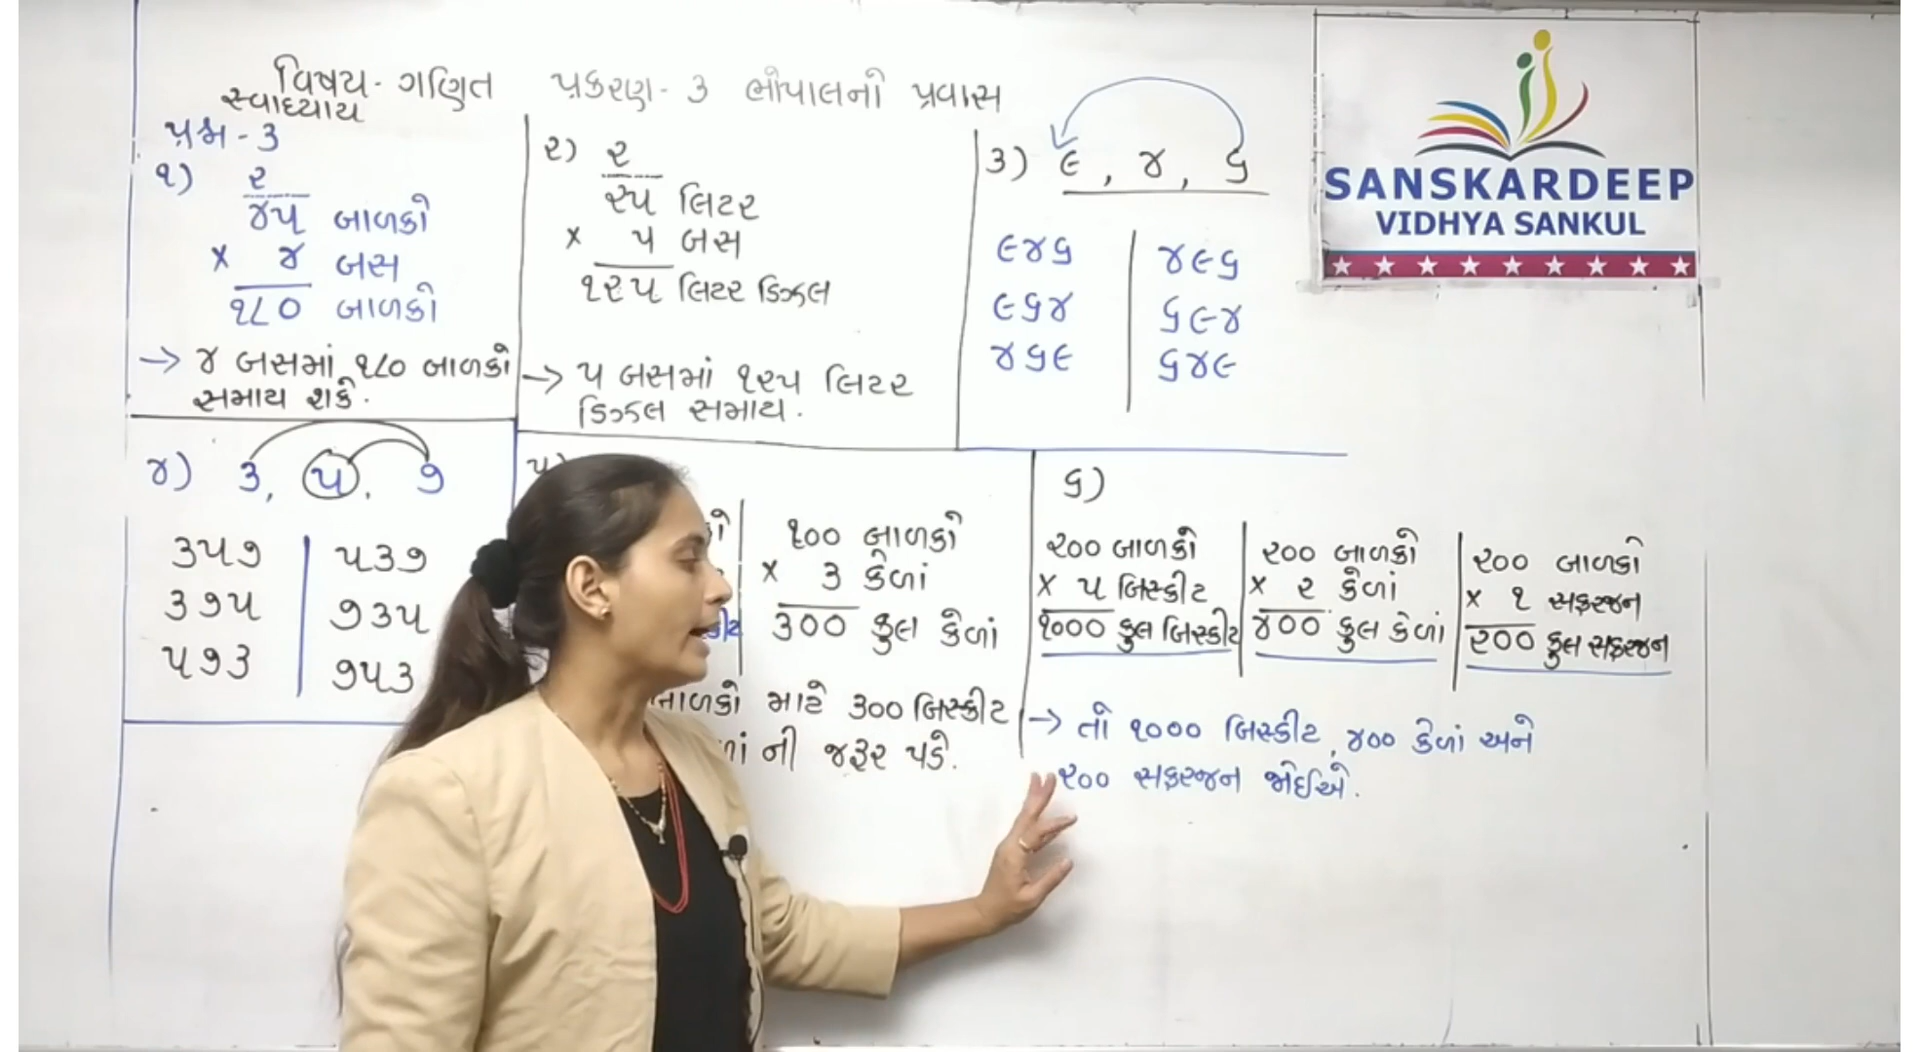 વિષય - ગણિત પ્રકરણ - ૩ ભોપાલનો પ્રવાસ
સ્વાધ્યાય
પ્રશ્ન - ૩
૧) ૨
૪૫ બાળકો
× ૪ બસ
૧૮૦ બાળકો
→ ૪ બસમાં ૧૮૦ બાળકો
સમાય શકે.
૨) ૨
૨૫ લિટર
× ૫ બસ
૧૨૫ લિટર ડિઝલ
→ ૫ બસમાં ૧૨૫ લિટર
ડિઝલ સમાય.
૩) ૯, ૪, ૬
૯૪૬ ૪૯૬
૯૬૪ ૬૯૪
૪૬૯ ૬૪૯
SANSKARDEEP
VIDHYA SANKUL
૪) ૩, ૫, ૭
૩૫૭ ૫૩૭
૩૭૫ ૭૩૫
૫૭૩ ૭૫૩
૫)
૧૦૦ બાળકો
× ૩ કેળાં
૩૦૦ કુલ કેળાં
બાળકો માટે ૩૦૦ બિસ્કીટ
ની જરૂર પડે.
૬)
૨૦૦ બાળકો
× ૫ બિસ્કીટ
૧૦૦૦ કુલ બિસ્કીટ
૨૦૦ બાળકો
× ૨ કેળાં
૪૦૦ કુલ કેળાં
૨૦૦ બાળકો
× ૧ સફરજન
૨૦૦ કુલ સફરજન
→ તો ૧૦૦૦ બિસ્કીટ, ૪૦૦ કેળાં અને
૨૦૦ સફરજન જોઈએ.